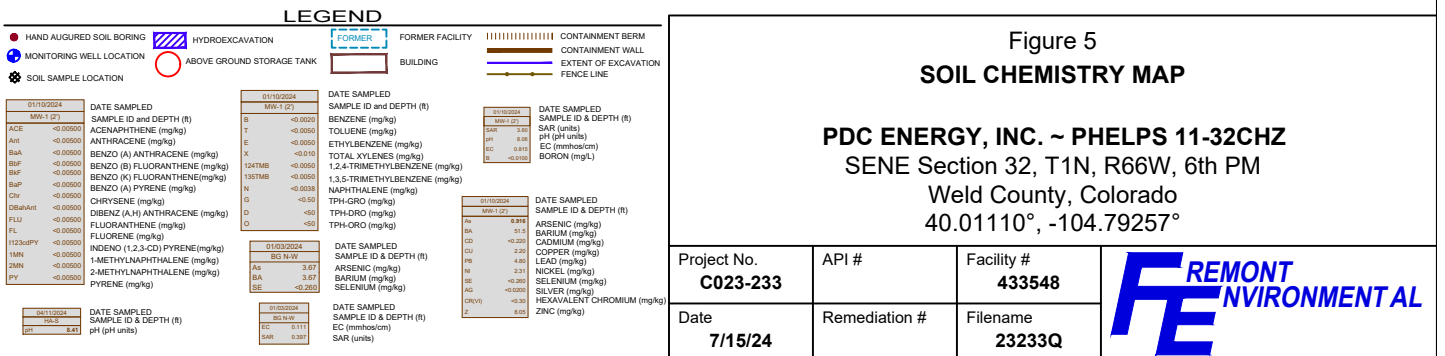 LEGEND
HAND AUGURED SOIL BORING
MONITORING WELL LOCATION
SOIL SAMPLE LOCATION
HYDROEXCAVATION
ABOVE GROUND STORAGE TANK
FORMER
FORMER FACILITY
BUILDING
CONTAINMENT BERM
CONTAINMENT WALL
EXTENT OF EXCAVATION
FENCE LINE
01/10/2024 DATE SAMPLED
MW-1 (2') SAMPLE ID and DEPTH (ft)
ACE <0.00500 ACENAPHTHENE (mg/kg)
Ant <0.00500 ANTHRACENE (mg/kg)
BaA <0.00500 BENZO (A) ANTHRACENE (mg/kg)
BbF <0.00500 BENZO (B) FLUORANTHENE (mg/kg)
BkF <0.00500 BENZO (K) FLUORANTHENE(mg/kg)
BaP <0.00500 BENZO (A) PYRENE (mg/kg)
Chr <0.00500 CHRYSENE (mg/kg)
DBahAnt <0.00500 DIBENZ (A,H) ANTHRACENE (mg/kg)
FLU <0.00500 FLUORANTHENE (mg/kg)
FL <0.00500 FLUORENE (mg/kg)
I123cdPY <0.00500 INDENO (1,2,3-CD) PYRENE(mg/kg)
1MN <0.00500 1-METHYLNAPHTHALENE (mg/kg)
2MN <0.00500 2-METHYLNAPHTHALENE (mg/kg)
PY <0.00500 PYRENE (mg/kg)
04/11/2024 DATE SAMPLED
HA-S SAMPLE ID & DEPTH (ft)
pH 8.41 pH (pH units)
01/10/2024 DATE SAMPLED
MW-1 (2') SAMPLE ID and DEPTH (ft)
B <0.0020 BENZENE (mg/kg)
T <0.0050 TOLUENE (mg/kg)
E <0.0050 ETHYLBENZENE (mg/kg)
X <0.010 TOTAL XYLENES (mg/kg)
124TMB <0.0050 1,2,4-TRIMETHYLBENZENE (mg/kg)
135TMB <0.0050 1,3,5-TRIMETHYLBENZENE (mg/kg)
N <0.0038 NAPHTHALENE (mg/kg)
G <0.50 TPH-GRO (mg/kg)
D <50 TPH-DRO (mg/kg)
O <50 TPH-ORO (mg/kg)
01/03/2024 DATE SAMPLED
BG N-W SAMPLE ID & DEPTH (ft)
As 3.67 ARSENIC (mg/kg)
BA 3.67 BARIUM (mg/kg)
SE <0.260 SELENIUM (mg/kg)
01/03/2024 DATE SAMPLED
BG N-W SAMPLE ID & DEPTH (ft)
EC 0.111 EC (mmhos/cm)
SAR 0.397 SAR (units)
01/10/2024 DATE SAMPLED
MW-1 (2') SAMPLE ID & DEPTH (ft)
SAR 3.80 SAR (units)
pH 8.06 pH (pH units)
EC 0.815 EC (mmhos/cm)
B <0.0100 BORON (mg/L)
01/10/2024 DATE SAMPLED
MW-1 (2') SAMPLE ID & DEPTH (ft)
As 0.916 ARSENIC (mg/kg)
BA 51.5 BARIUM (mg/kg)
CD <0.220 CADMIUM (mg/kg)
CU 2.20 COPPER (mg/kg)
PB 4.80 LEAD (mg/kg)
NI 2.31 NICKEL (mg/kg)
SE <0.260 SELENIUM (mg/kg)
AG <0.0200 SILVER (mg/kg)
CR(VI) <0.30 HEXAVALENT CHROMIUM (mg/kg)
Z 8.05 ZINC (mg/kg)
Figure 5
SOIL CHEMISTRY MAP
PDC ENERGY, INC. ~ PHELPS 11-32CHZ
SENE Section 32, T1N, R66W, 6th PM
Weld County, Colorado
40.01110°, -104.79257°
Project No. API # Facility #
C023-233 433548
Date Remediation # Filename
7/15/24 23233Q
FREMONT
ENVIRONMENTAL